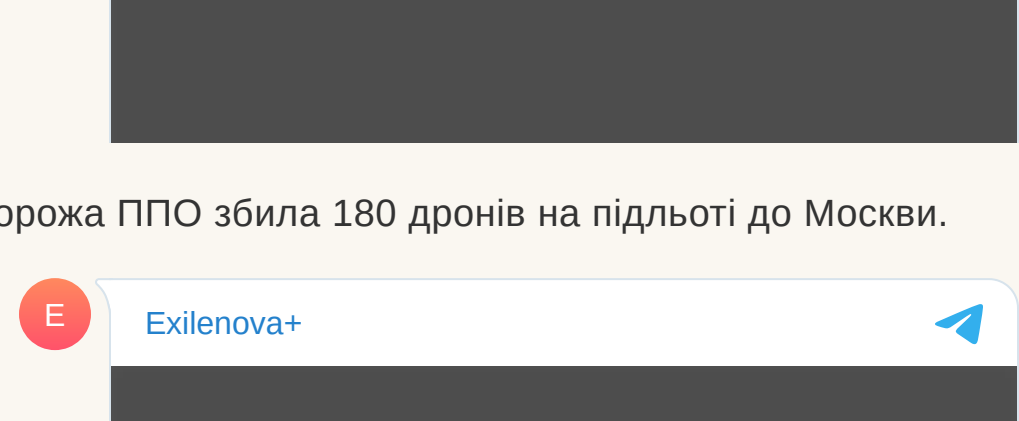 орожа ППО збила 180 дронів на підльоті до Москви.
E
Exilenova+